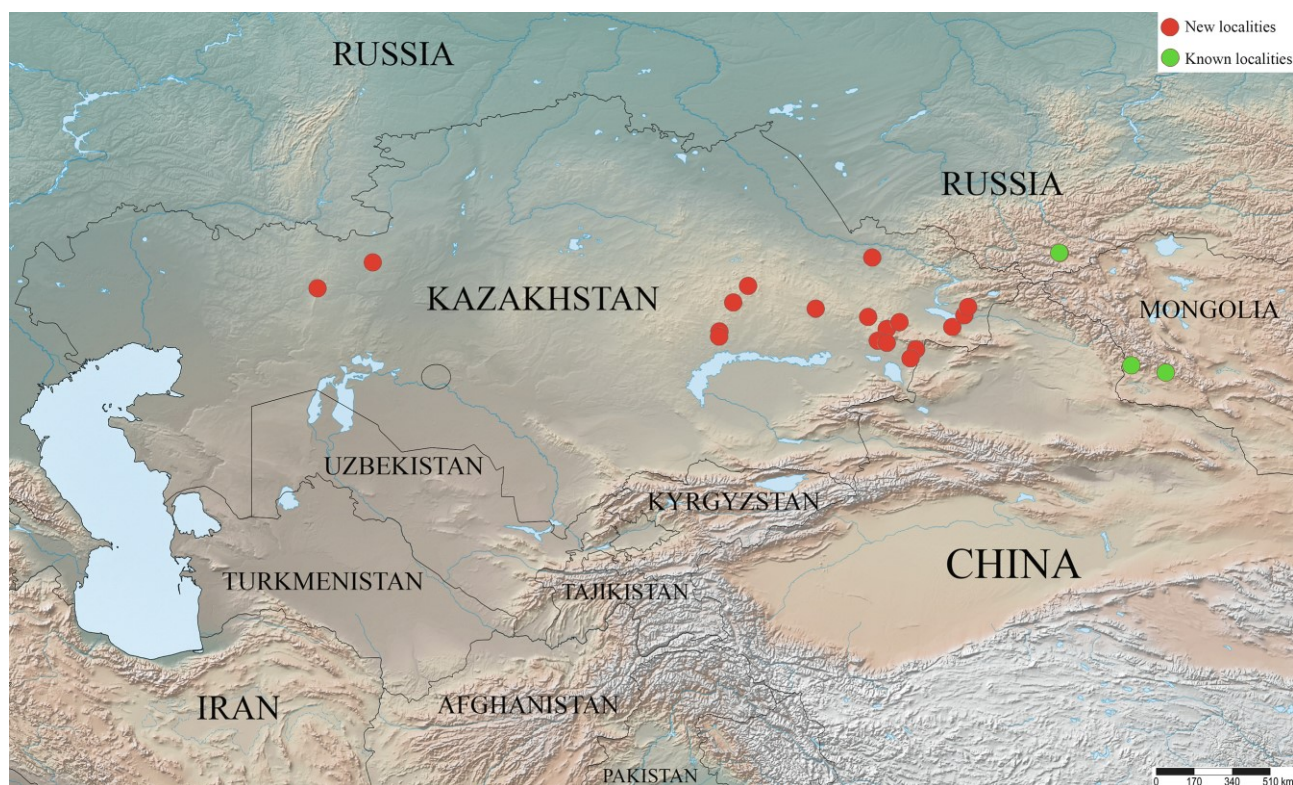 New localities
RUSSIA
Known localities
RUSSIA
KAZAKHSTAN
MONGOLIA
UZBEKISTAN
KYRGYZSTAN
CHINA
TURKMENISTAN
TAJIKISTAN
IRAN
AFGHANISTAN
PAKISTAN
0 170 340 510 km